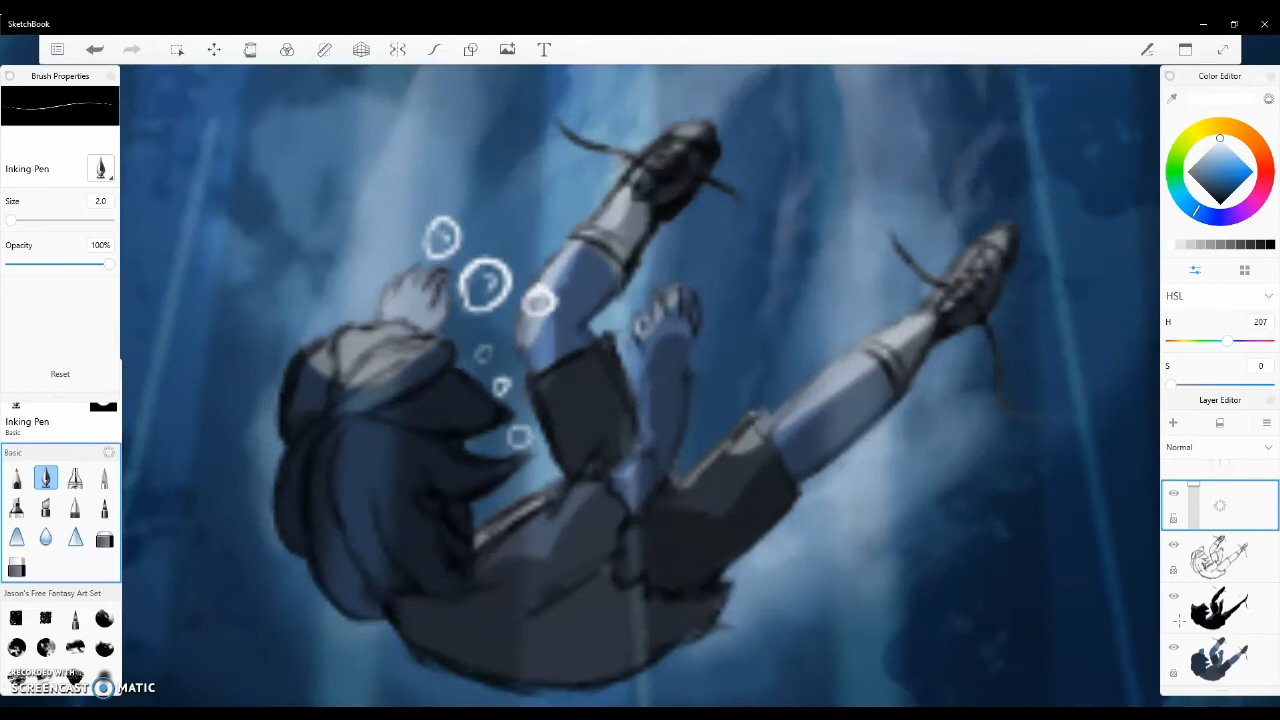 SketchBook
Brush Properties
Inking Pen
Size
2.0
Opacity
100%
Reset
Inking Pen
Basic
Basic
Jason's Free Fantasy Art Set
RECORDED WITH
SCREENCAST MATIC
T
Color Editor
HSL
H
207
S
0
Layer Editor
Normal